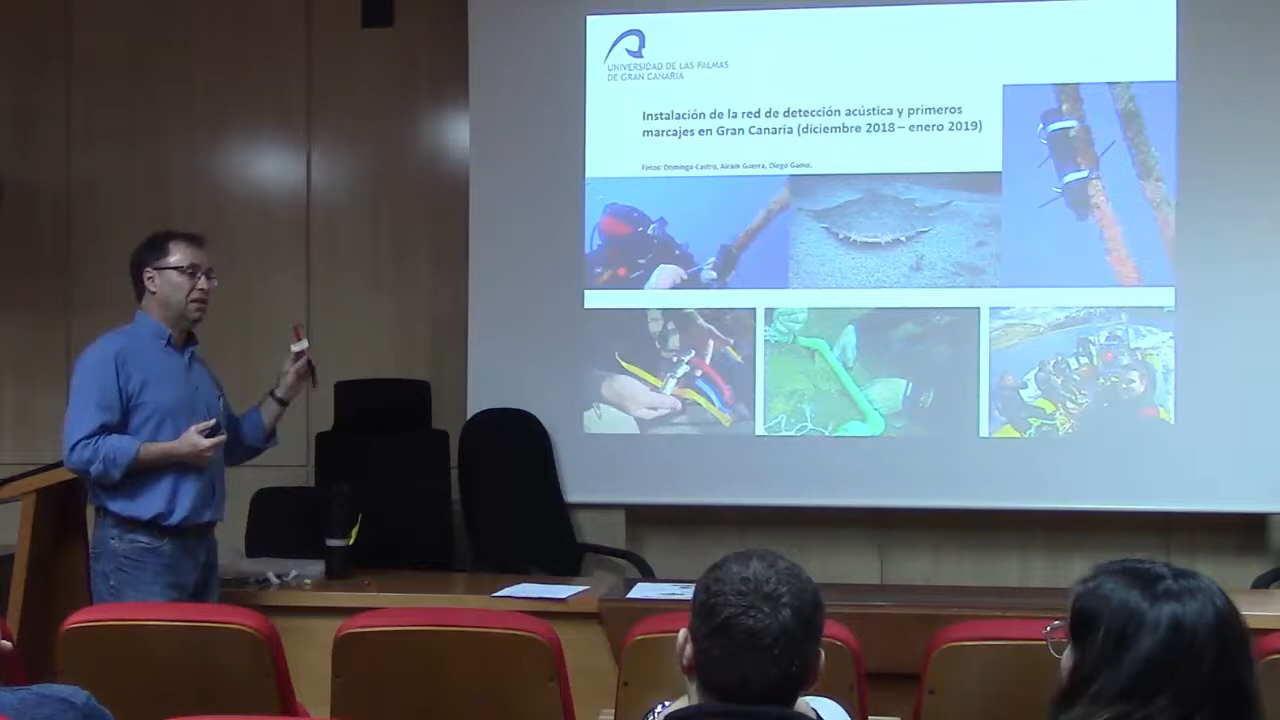 UNIVERSIDAD DE LAS PALMAS
DE GRAN CANARIA
Instalación de la red de detección acústica y primeros
marcajes en Gran Canaria (diciembre 2018 – enero 2019)
Fotos: Domingo Castro, Airam Guerra, Diego Gamo.